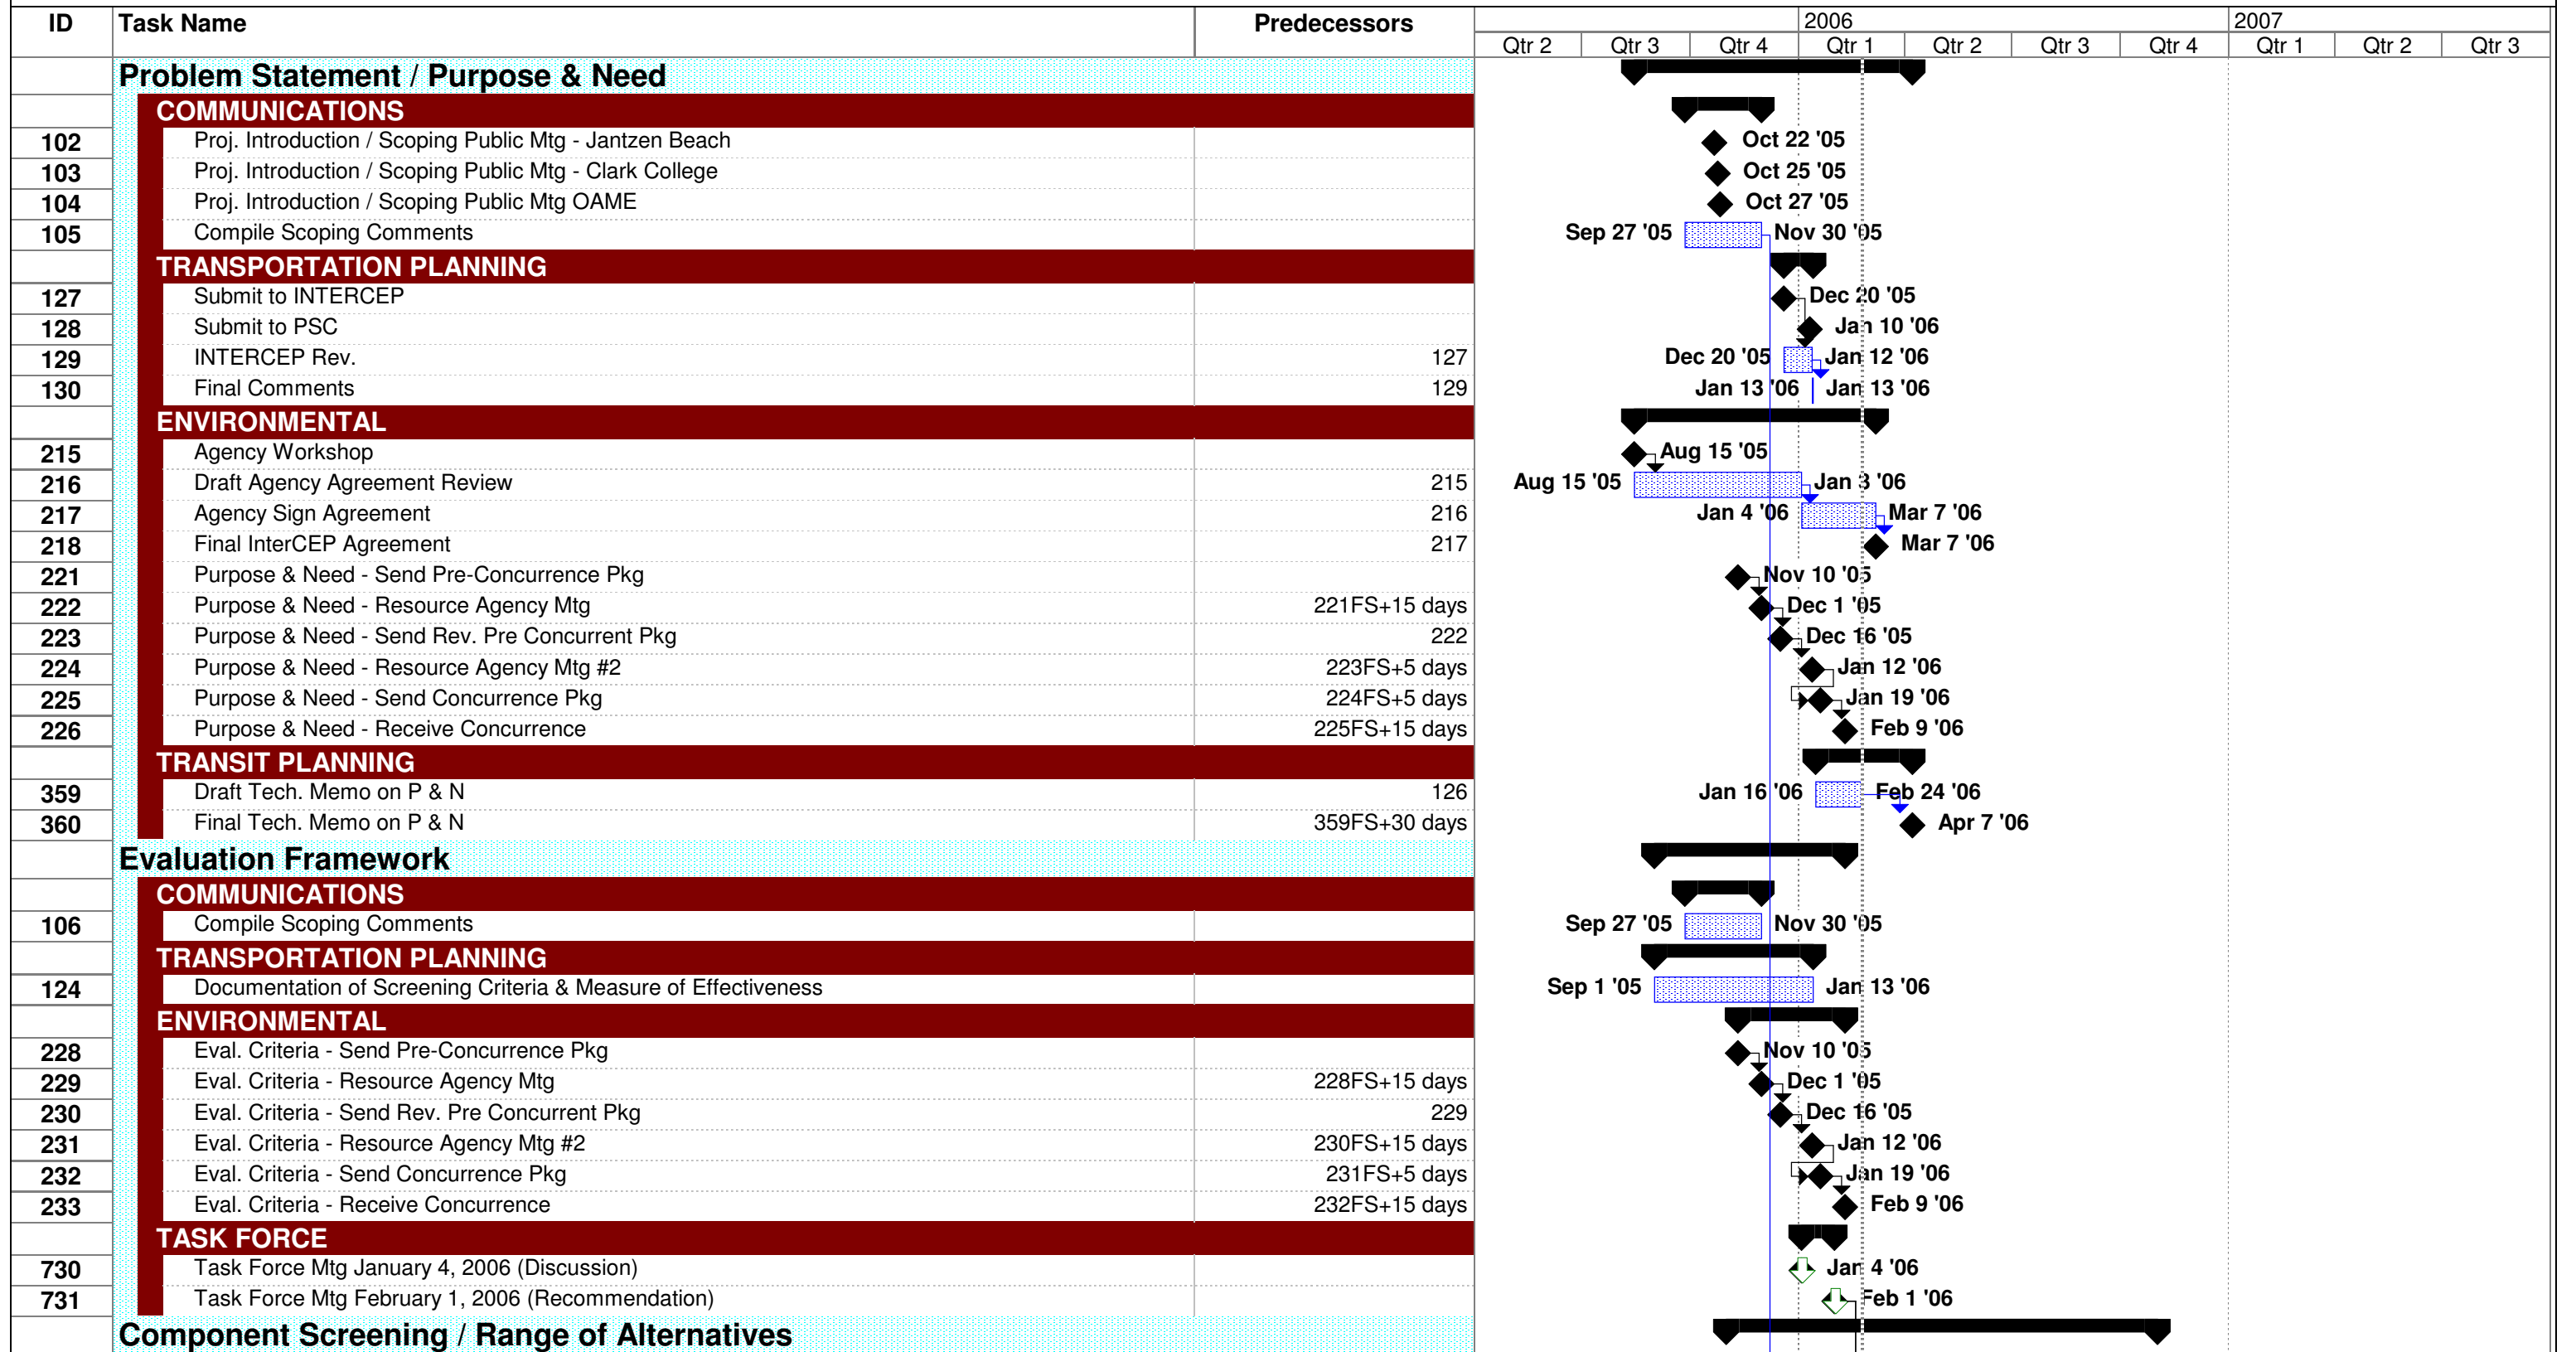 ID Task Name Predecessors 2006 2007
Qtr 2 Qtr 3 Qtr 4 Qtr 1 Qtr 2 Qtr 3 Qtr 4 Qtr 1 Qtr 2 Qtr 3
Problem Statement / Purpose & Need
COMMUNICATIONS
102 Proj. Introduction / Scoping Public Mtg - Jantzen Beach Oct 22 '05
103 Proj. Introduction / Scoping Public Mtg - Clark College Oct 25 '05
104 Proj. Introduction / Scoping Public Mtg OAME Oct 27 '05
105 Compile Scoping Comments Sep 27 '05 Nov 30 '05
TRANSPORTATION PLANNING
127 Submit to INTERCEP Dec 20 '05
128 Submit to PSC Jan 10 '06
129 INTERCEP Rev. 127 Dec 20 '05 Jan 12 '06
130 Final Comments 129 Jan 13 '06 Jan 13 '06
ENVIRONMENTAL
215 Agency Workshop Aug 15 '05
216 Draft Agency Agreement Review 215 Aug 15 '05 Jan 3 '06
217 Agency Sign Agreement 216 Jan 4 '06 Mar 7 '06
218 Final InterCEP Agreement 217 Mar 7 '06
221 Purpose & Need - Send Pre-Concurrence Pkg Nov 10 '05
222 Purpose & Need - Resource Agency Mtg 221FS+15 days Dec 1 '05
223 Purpose & Need - Send Rev. Pre Concurrent Pkg 222 Dec 16 '05
224 Purpose & Need - Resource Agency Mtg #2 223FS+5 days Jan 12 '06
225 Purpose & Need - Send Concurrence Pkg 224FS+5 days Jan 19 '06
226 Purpose & Need - Receive Concurrence 225FS+15 days Feb 9 '06
TRANSIT PLANNING
359 Draft Tech. Memo on P & N 126 Jan 16 '06 Feb 24 '06
360 Final Tech. Memo on P & N 359FS+30 days Apr 7 '06
Evaluation Framework
COMMUNICATIONS
106 Compile Scoping Comments Sep 27 '05 Nov 30 '05
TRANSPORTATION PLANNING
124 Documentation of Screening Criteria & Measure of Effectiveness Sep 1 '05 Jan 13 '06
ENVIRONMENTAL
228 Eval. Criteria - Send Pre-Concurrence Pkg Nov 10 '05
229 Eval. Criteria - Resource Agency Mtg 228FS+15 days Dec 1 '05
230 Eval. Criteria - Send Rev. Pre Concurrent Pkg 229 Dec 16 '05
231 Eval. Criteria - Resource Agency Mtg #2 230FS+15 days Jan 12 '06
232 Eval. Criteria - Send Concurrence Pkg 231FS+5 days Jan 19 '06
233 Eval. Criteria - Receive Concurrence 232FS+15 days Feb 9 '06
TASK FORCE
730 Task Force Mtg January 4, 2006 (Discussion) Jan 4 '06
731 Task Force Mtg February 1, 2006 (Recommendation) Feb 1 '06
Component Screening / Range of Alternatives